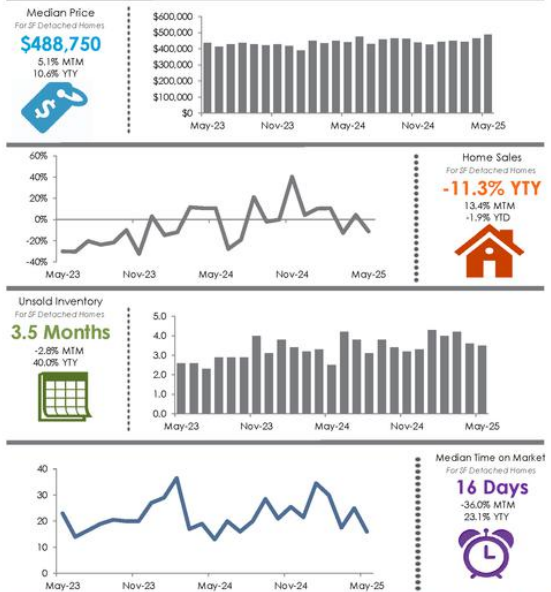 Median Price
For SF Detached Homes
$488,750
5.1% MTM
10.6% YTY
$600,000
$500,000
$400,000
$300,000
$200,000
$100,000
$0
May-23 Nov-23 May-24 Nov-24 May-25
60%
40%
20%
0%
-20%
-40%
May-23 Nov-23 May-24 Nov-24 May-25
Home Sales
For SF Detached Homes
-11.3% YTY
13.4% MTM
-1.9% YTD
Unsold Inventory
For SF Detached Homes
3.5 Months
-2.8% MTM
40.0% YTY
5.0
4.0
3.0
2.0
1.0
0.0
May-23 Nov-23 May-24 Nov-24 May-25
40
30
20
10
0
May-23 Nov-23 May-24 Nov-24 May-25
Median Time on Market
For SF Detached Homes
16 Days
-36.0% MTM
23.1% YTY